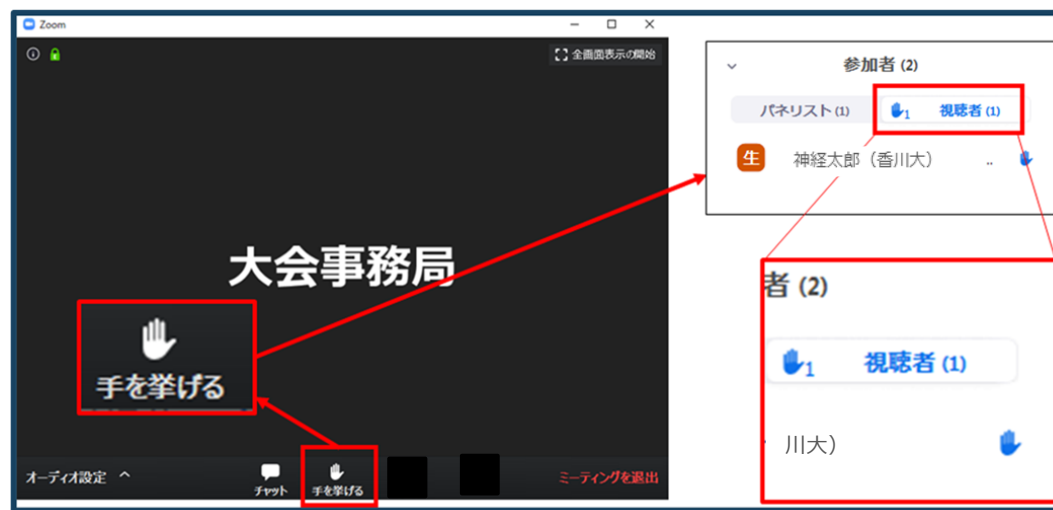 Zoom
全画面表示の開始
大会事務局
手を挙げる
オーディオ設定
チャット
手を挙げる
ミーティングを退出
参加者 (2)
パネリスト (1)
1 視聴者 (1)
生 神経太郎（香川大） ..
者 (2)
1 視聴者 (1)
川大）